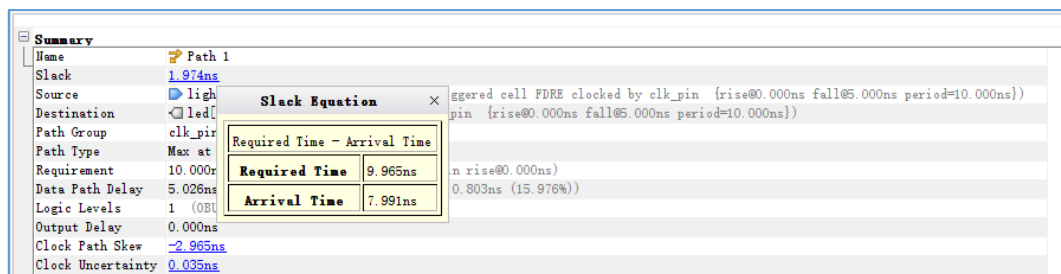 Summary
Name Path 1
Slack 1.974ns
Source ligh ggered cell FDRE clocked by clk_pin {rise@0.000ns fall@5.000ns period=10.000ns})
Destination led[ pin {rise@0.000ns fall@5.000ns period=10.000ns})
Path Group clk_pin
Path Type Max at
Requirement 10.000n n rise@0.000ns)
Data Path Delay 5.026ns 0.803ns (15.976%))
Logic Levels 1 (OBU
Output Delay 0.000ns
Clock Path Skew -2.965ns
Clock Uncertainty 0.035ns
Slack Equation ×
Required Time - Arrival Time
Required Time 9.965ns
Arrival Time 7.991ns